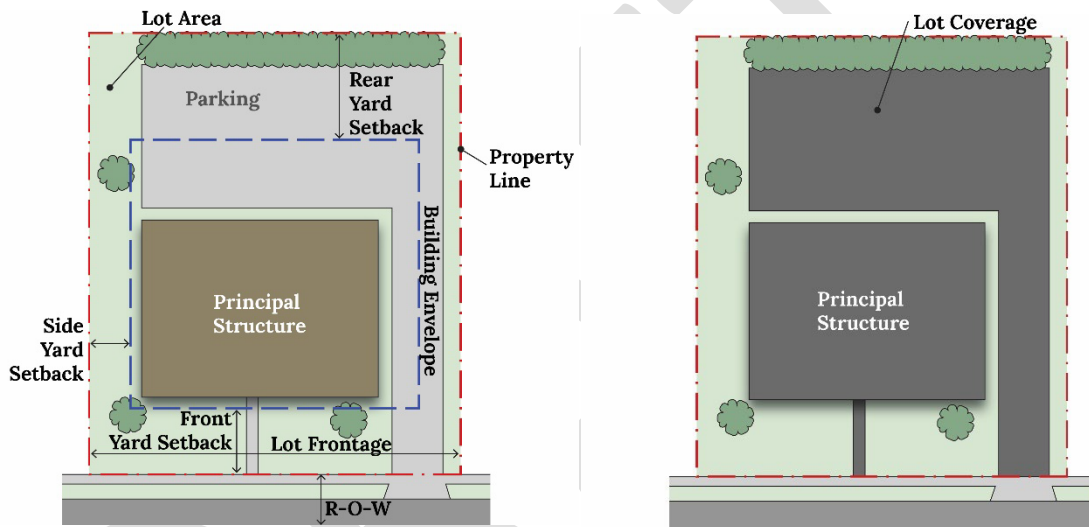 Lot Area
Parking
Rear
Yard
Setback
Property
Line
Building Envelope
Principal
Structure
Side
Yard
Setback
Front
Yard Setback
Lot Frontage
R-O-W
Lot Coverage
Principal
Structure